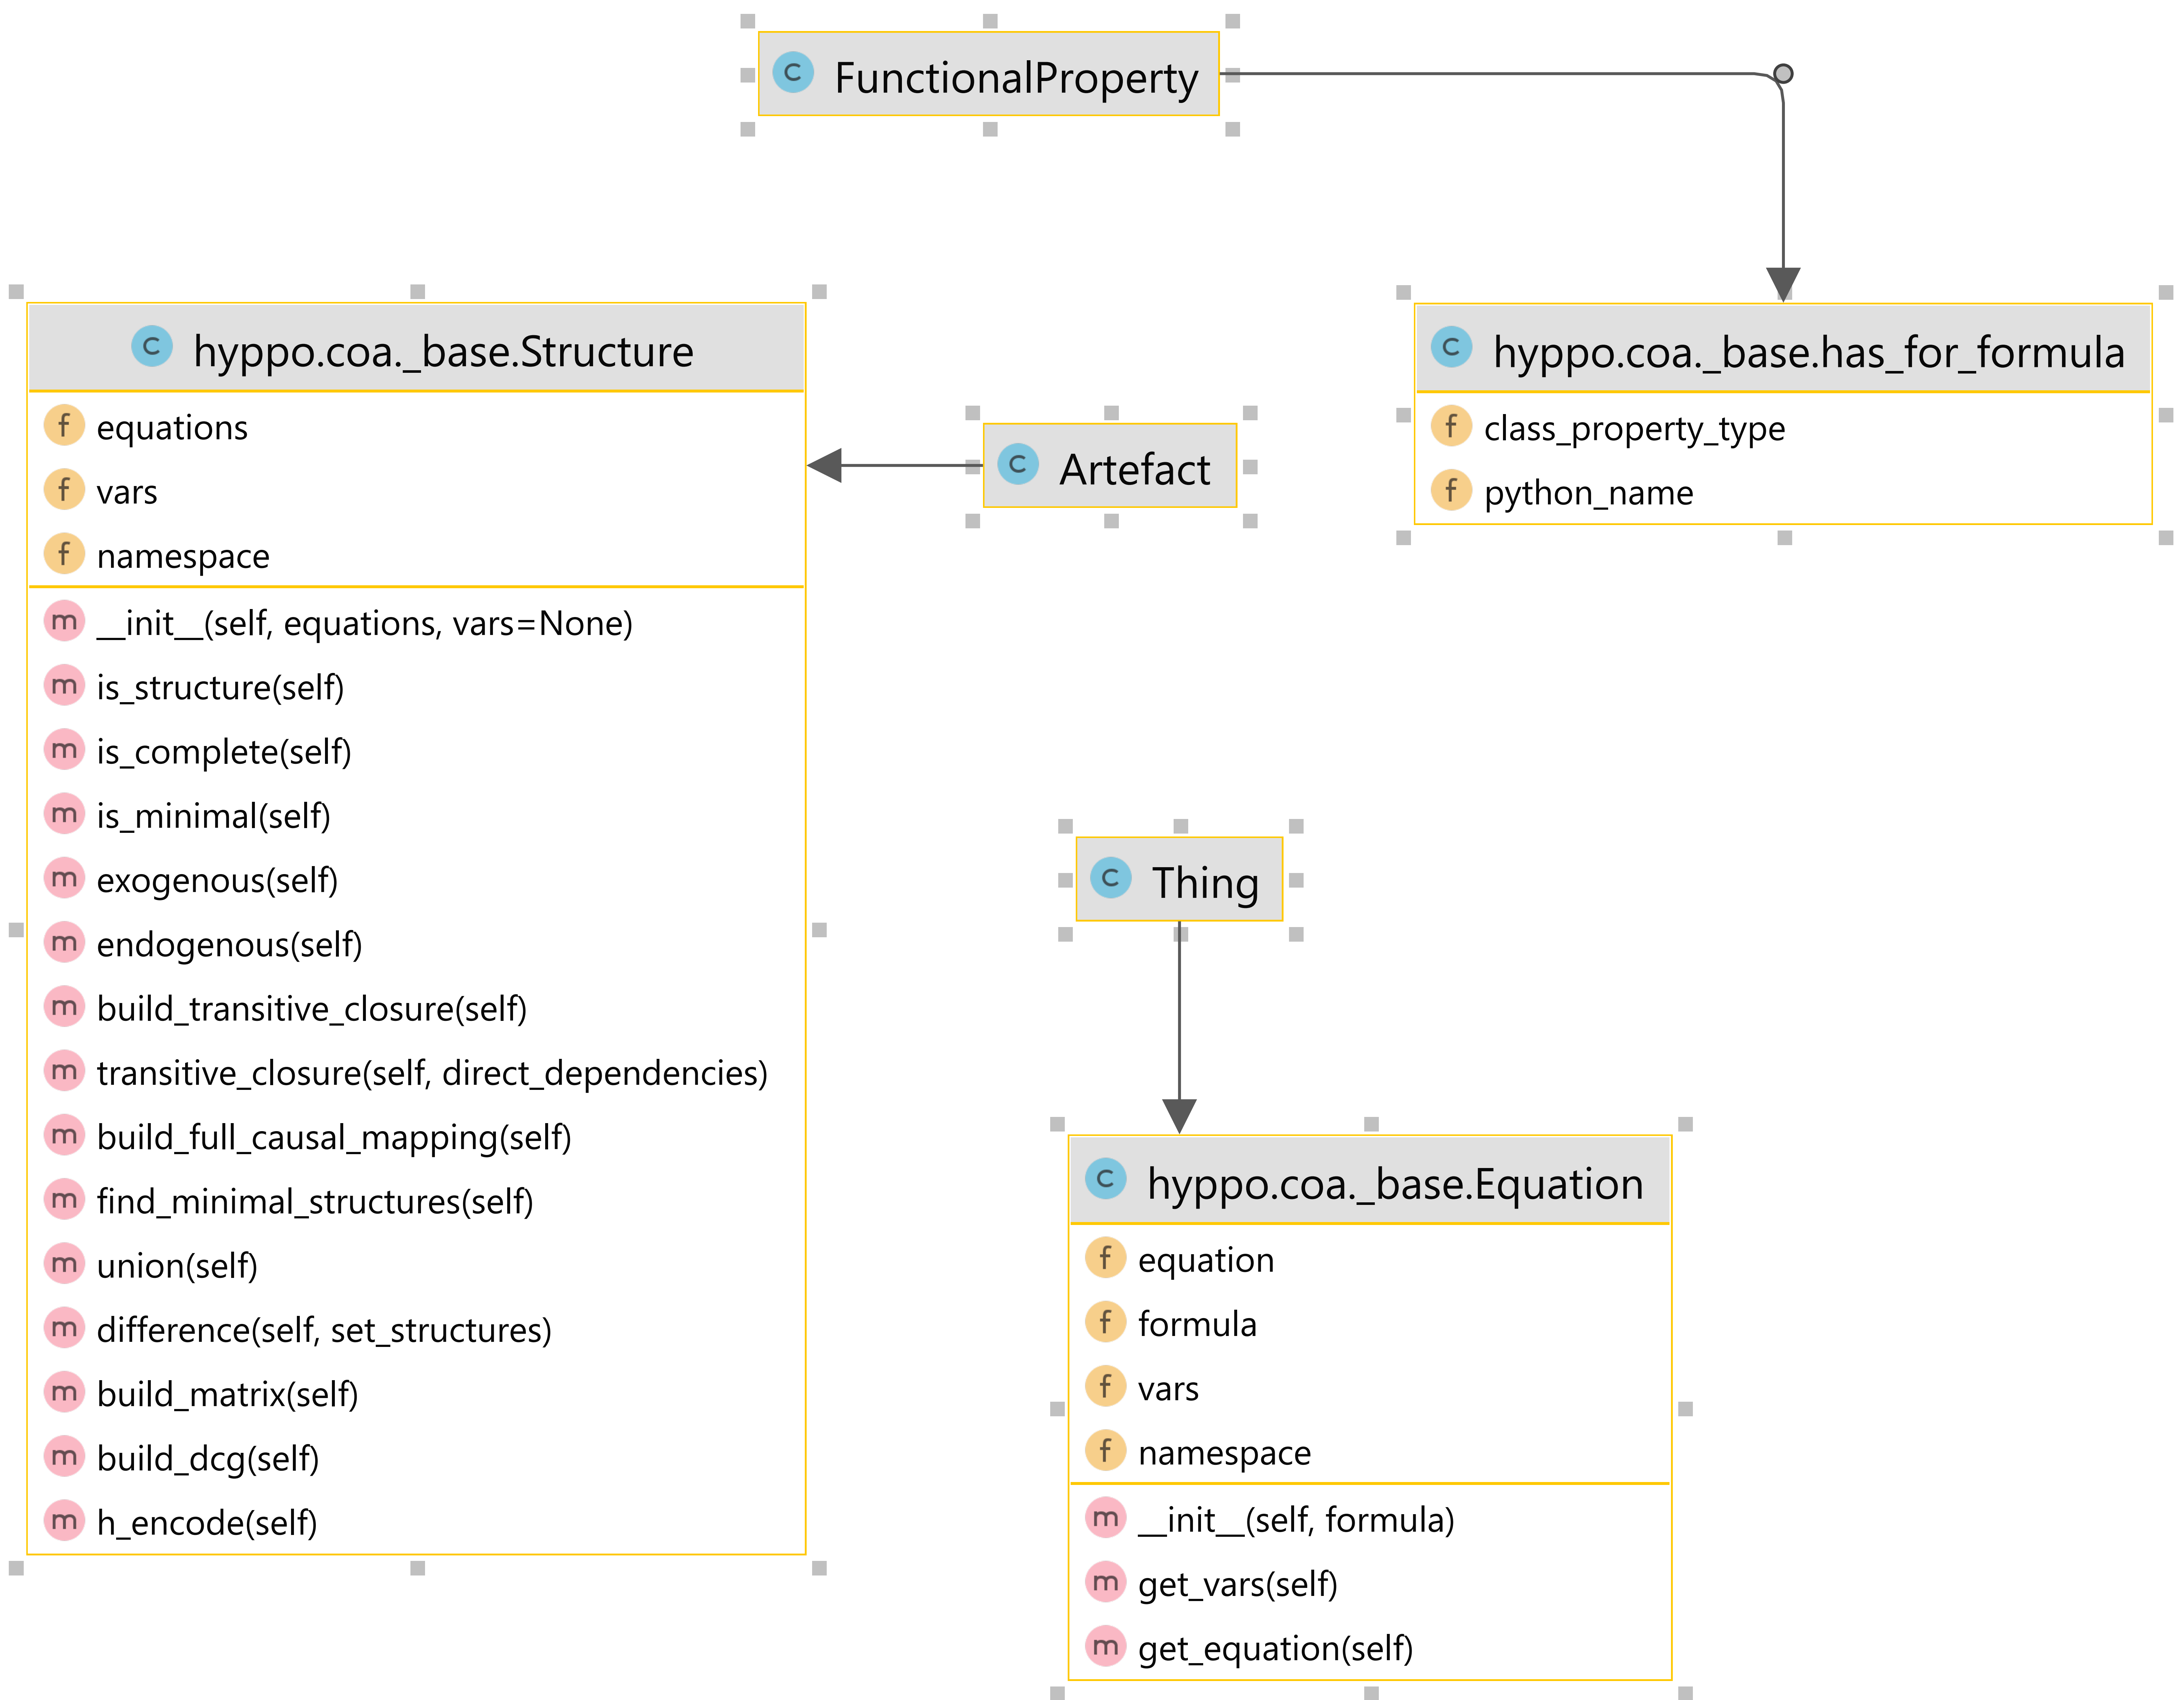 FunctionalProperty
hyppo.coa._base.Structure
equations
vars
namespace
__init__(self, equations, vars=None)
is_structure(self)
is_complete(self)
is_minimal(self)
exogenous(self)
endogenous(self)
build_transitive_closure(self)
transitive_closure(self, direct_dependencies)
build_full_causal_mapping(self)
find_minimal_structures(self)
union(self)
difference(self, set_structures)
build_matrix(self)
build_dcg(self)
h_encode(self)
Artefact
hyppo.coa._base.has_for_formula
class_property_type
python_name
Thing
hyppo.coa._base.Equation
equation
formula
vars
namespace
__init__(self, formula)
get_vars(self)
get_equation(self)